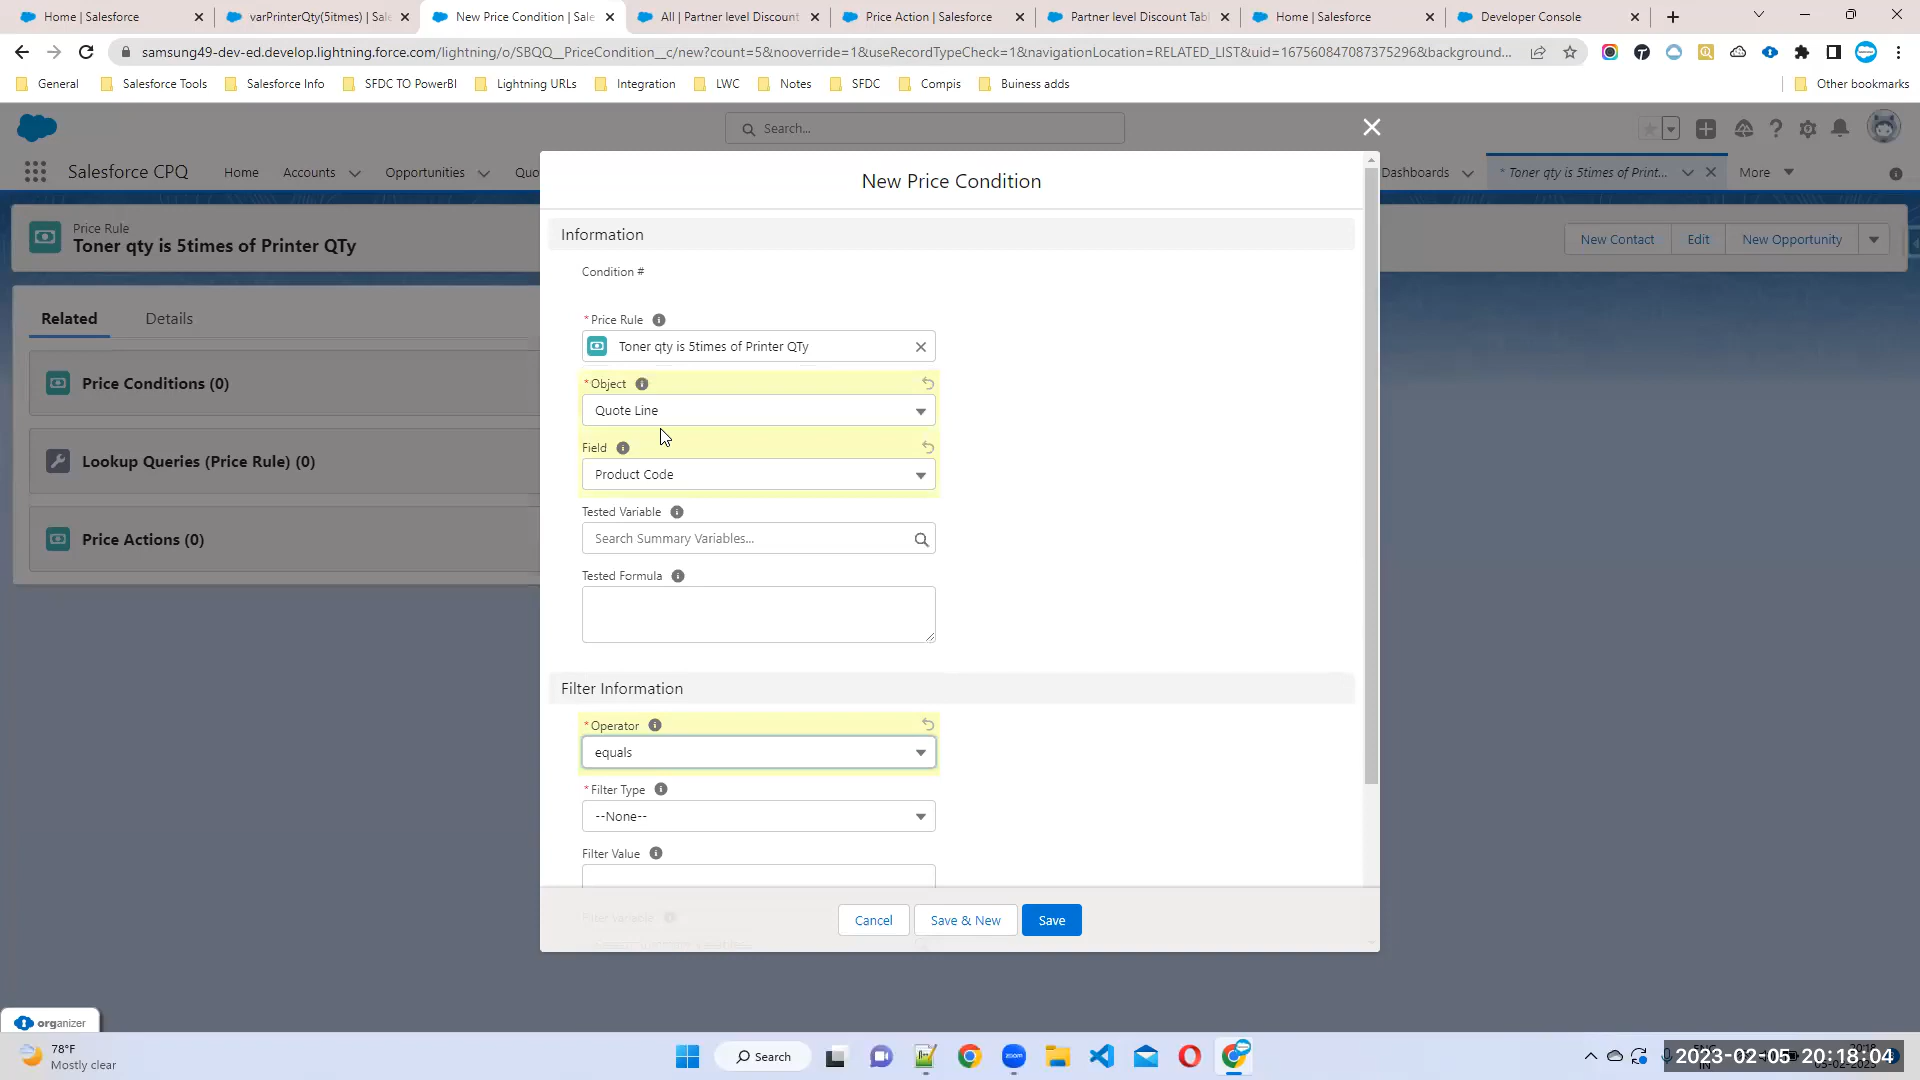 Home | Salesforce
varPrinterQty(5itmes) | Sale
New Price Condition | Sale
All | Partner level Discount
Price Action | Salesforce
Partner level Discount Tabl
Home | Salesforce
Developer Console
samsung49-dev-ed.develop.lightning.force.com/lightning/o/SBQQ__PriceCondition__c/new?count=5&nooverride=1&useRecordTypeCheck=1&navigationLocation=RELATED_LIST&uid=167560847087375296&background...
General
Salesforce Tools
Salesforce Info
SFDC TO PowerBI
Lightning URLs
Integration
LWC
Notes
SFDC
Compis
Buiness adds
Other bookmarks
Search...
Salesforce CPQ
Home
Accounts
Opportunities
Quo
Dashboards
* Toner qty is 5times of Print...
More
Price Rule
Toner qty is 5times of Printer QTy
New Contact
Edit
New Opportunity
Related
Details
Price Conditions (0)
Lookup Queries (Price Rule) (0)
Price Actions (0)
New Price Condition
Information
Condition #
*Price Rule
Toner qty is 5times of Printer QTy
*Object
Quote Line
Field
Product Code
Tested Variable
Search Summary Variables...
Tested Formula
Filter Information
*Operator
equals
*Filter Type
--None--
Filter Value
Filter Variable
Cancel
Save & New
Save
organizer
78°F
Mostly clear
Search
zoom
2023-02-05 20:18:04